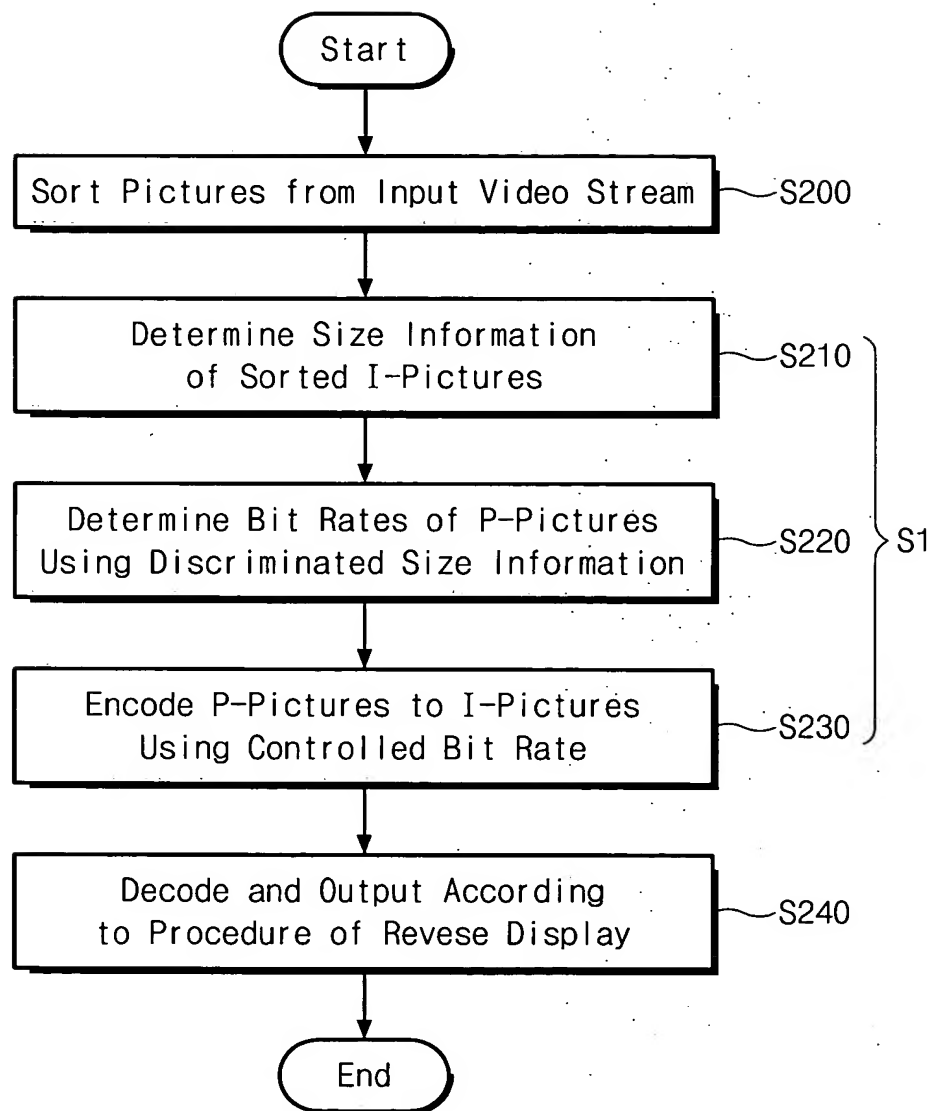 Start
Sort Pictures from Input Video Stream
S200
Determine Size Information
of Sorted I-Pictures
S210
Determine Bit Rates of P-Pictures
Using Discriminated Size Information
S220
S1
Encode P-Pictures to I-Pictures
Using Controlled Bit Rate
S230
Decode and Output According
to Procedure of Revese Display
S240
End